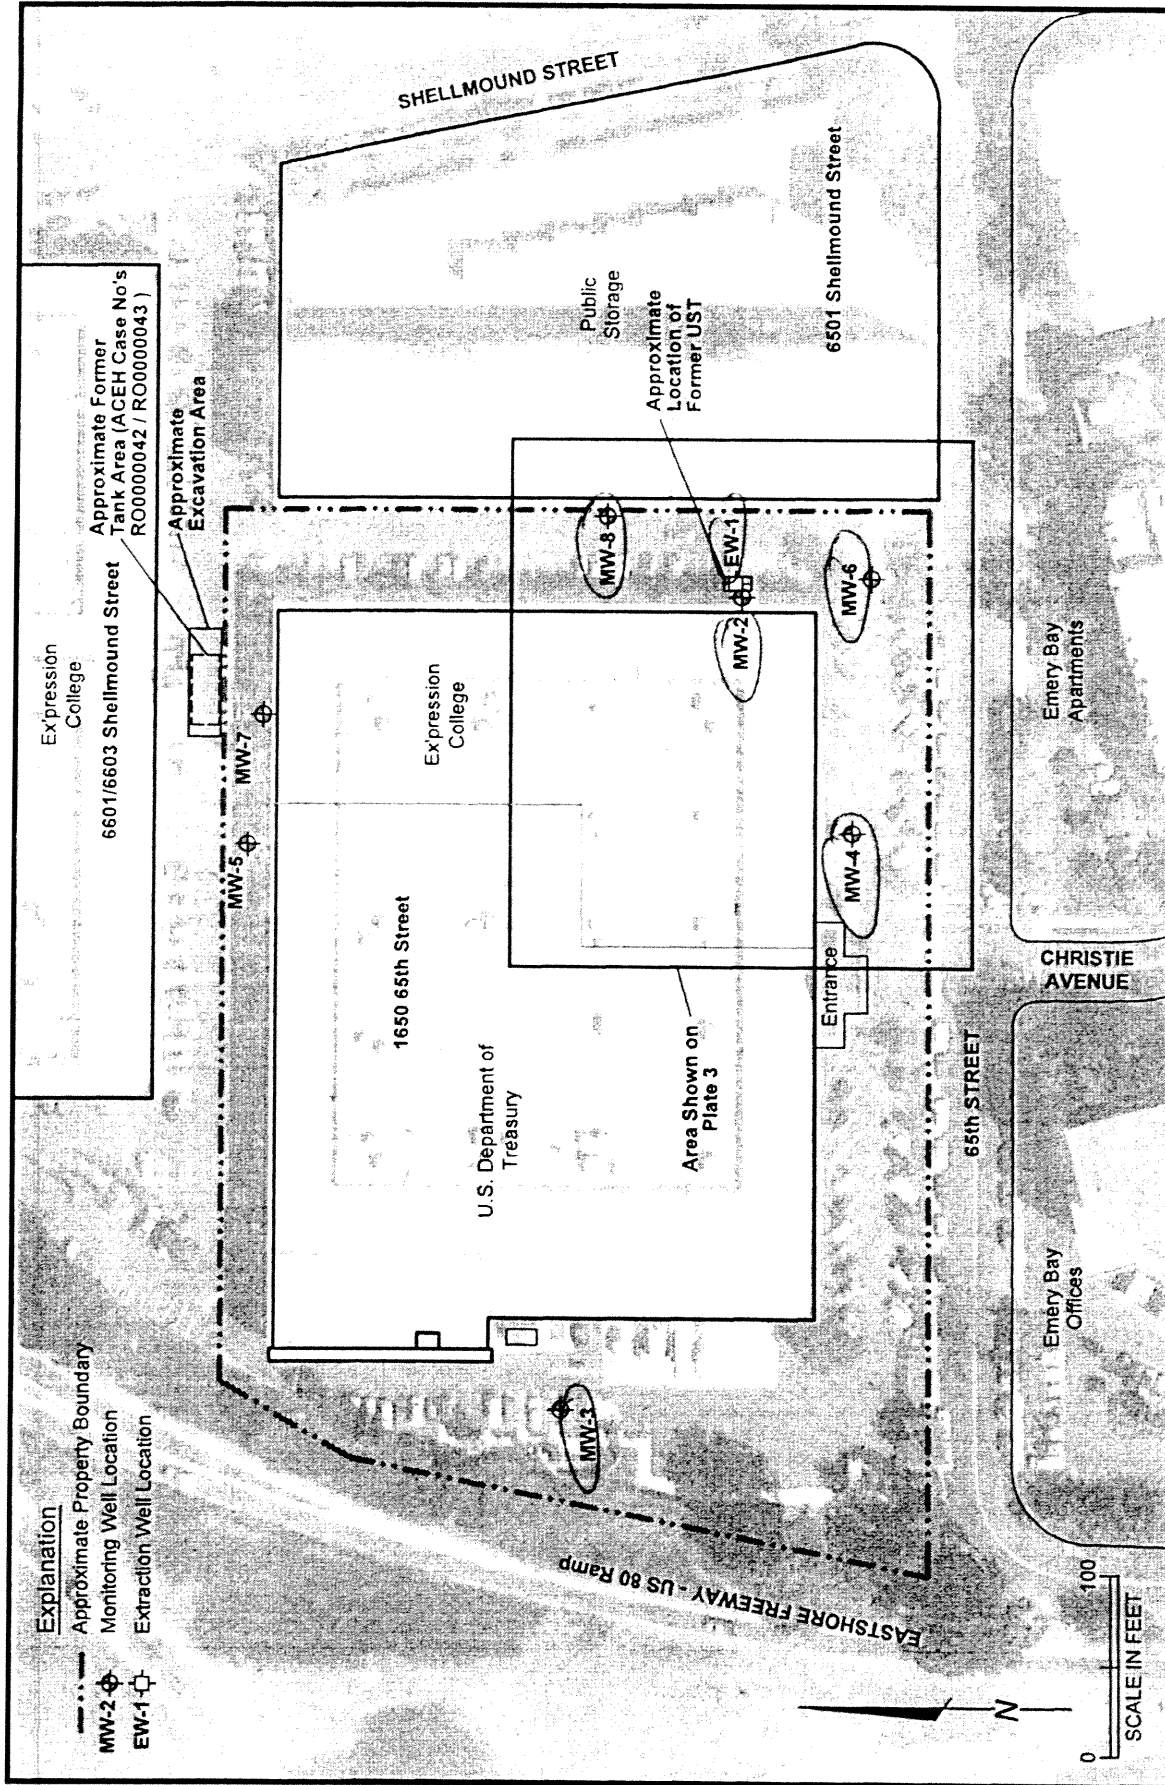 Explanation
Approximate Property Boundary
MW-2 Monitoring Well Location
EW-1 Extraction Well Location
Ex'pression
College
6601/6603 Shellmound Street
Approximate Former
Tank Area (ACEH Case No's
RO0000042 / RO0000043 )
Approximate
Excavation Area
SHELLMOUND STREET
MW-5
MW-7
1650 65th Street
U.S. Department of
Treasury
Ex'pression
College
Public
Storage
Approximate
Location of
Former UST
6501 Shellmound Street
MW-3
MW-8
EW-1
MW-2
MW-6
MW-4
Area Shown on
Plate 3
Entrance
EASTSHORE FREEWAY - US 80 Ramp
65th STREET
CHRISTIE
AVENUE
Emery Bay
Offices
Emery Bay
Apartments
N
0 100
SCALE IN FEET